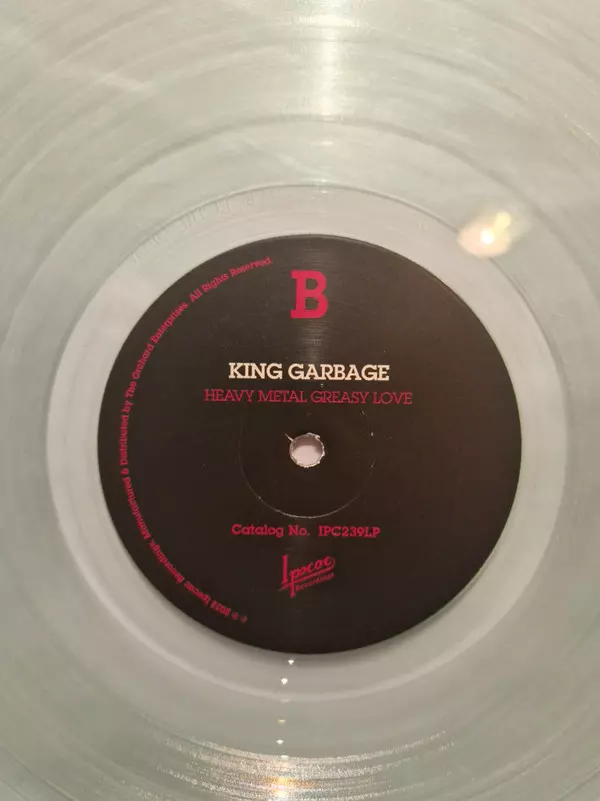 B
KING GARBAGE
HEAVY METAL GREASY LOVE
Catalog No. IPC239LP
Ipecac
Recordings
℗ © 2022 Ipecac Recordings. Manufactured & Distributed by The Orchard Enterprises. All Rights Reserved.